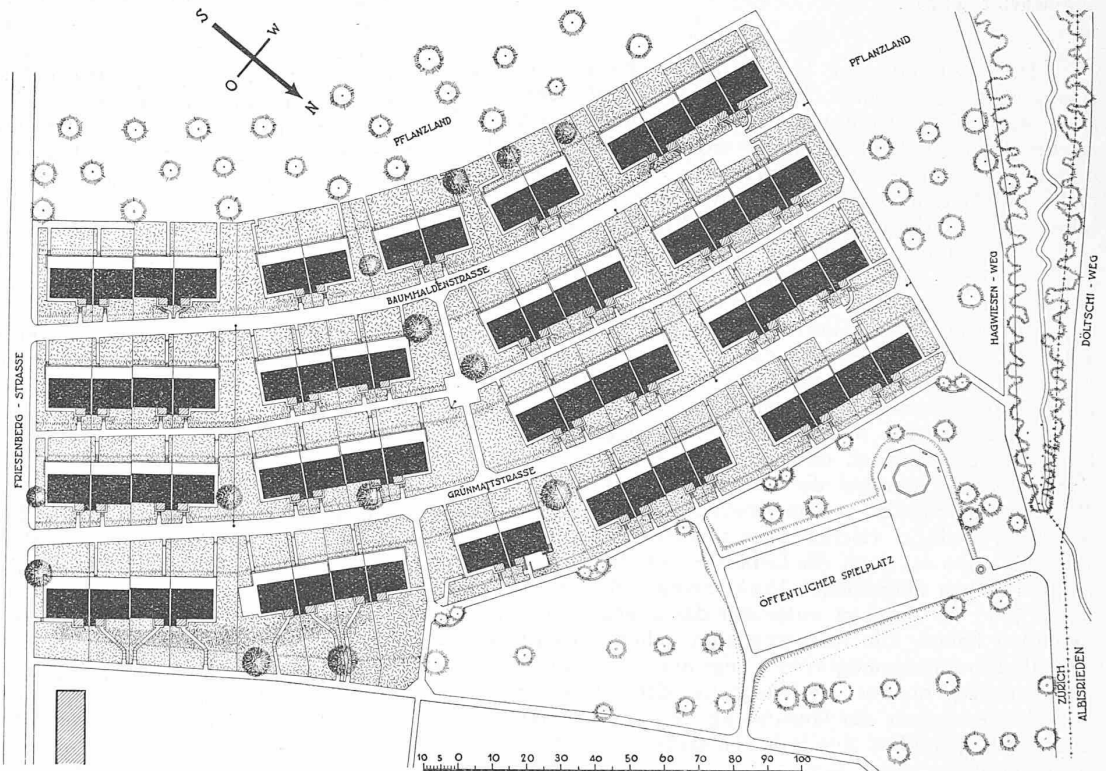 S
W
O
N
PFLANZLAND
PFLANZLAND
BAUMHALDENSTRASSE
HAGWIESEN - WEG
DÖLTSCHI - WEG
FRIESENBERG - STRASSE
GRÜNMATTSTRASSE
ÖFFENTLICHER SPIELPLATZ
ZÜRICH
ALBISRIEDEN
10 5 0 10 20 30 40 50 60 70 80 90 100